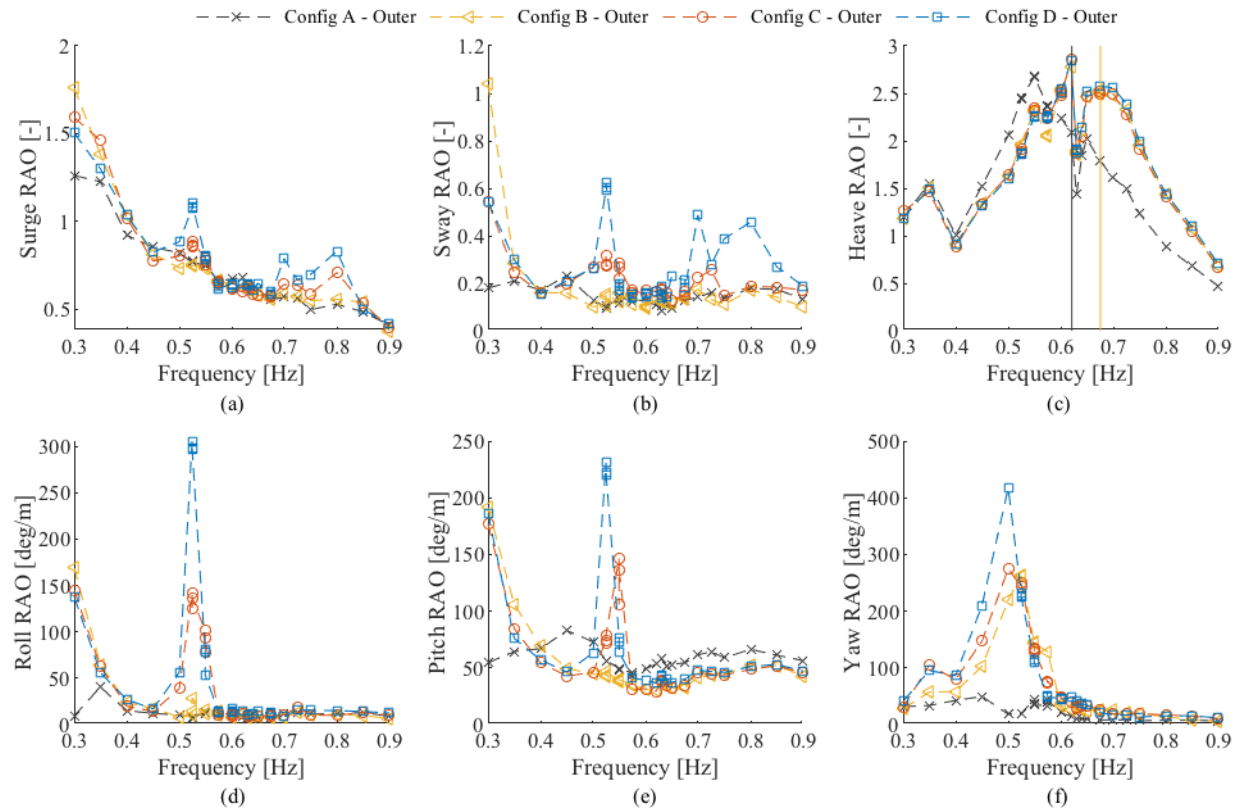 Config A - Outer Config B - Outer Config C - Outer Config D - Outer
2
1.5
1
0.5
Surge RAO [-]
0.3 0.4 0.5 0.6 0.7 0.8 0.9
Frequency [Hz]
(a)
1.2
1
0.8
0.6
0.4
0.2
0
Sway RAO [-]
0.3 0.4 0.5 0.6 0.7 0.8 0.9
Frequency [Hz]
(b)
3
2.5
2
1.5
1
0.5
0
Heave RAO [-]
0.3 0.4 0.5 0.6 0.7 0.8 0.9
Frequency [Hz]
(c)
300
250
200
150
100
50
0
Roll RAO [deg/m]
0.3 0.4 0.5 0.6 0.7 0.8 0.9
Frequency [Hz]
(d)
250
200
150
100
50
0
Pitch RAO [deg/m]
0.3 0.4 0.5 0.6 0.7 0.8 0.9
Frequency [Hz]
(e)
500
400
300
200
100
0
Yaw RAO [deg/m]
0.3 0.4 0.5 0.6 0.7 0.8 0.9
Frequency [Hz]
(f)